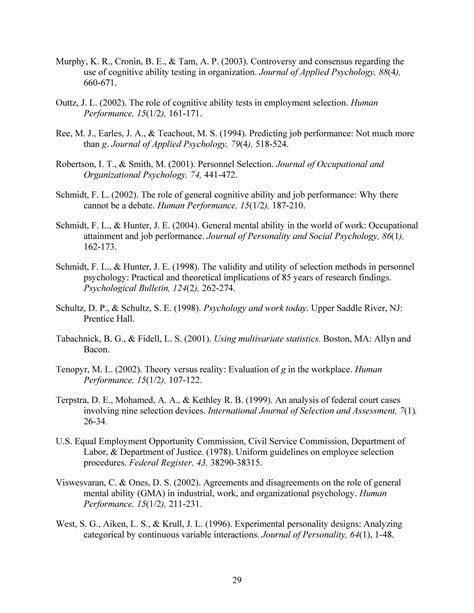 Murphy, K. R., Cronin, B. E., & Tam, A. P. (2003). Controversy and consensus regarding the
use of cognitive ability testing in organization. Journal of Applied Psychology, 88(4),
660-671.
Outtz, J. L. (2002). The role of cognitive ability tests in employment selection. Human
Performance, 15(1/2), 161-171.
Ree, M. J., Earles, J. A., & Teachout, M. S. (1994). Predicting job performance: Not much more
than g. Journal of Applied Psychology, 79(4), 518-524.
Robertson, I. T., & Smith, M. (2001). Personnel Selection. Journal of Occupational and
Organizational Psychology, 74, 441-472.
Schmidt, F. L. (2002). The role of general cognitive ability and job performance: Why there
cannot be a debate. Human Performance, 15(1/2), 187-210.
Schmidt, F. L., & Hunter, J. E. (2004). General mental ability in the world of work: Occupational
attainment and job performance. Journal of Personality and Social Psychology, 86(1),
162-173.
Schmidt, F. L., & Hunter, J. E. (1998). The validity and utility of selection methods in personnel
psychology: Practical and theoretical implications of 85 years of research findings.
Psychological Bulletin, 124(2), 262-274.
Schultz, D. P., & Schultz, S. E. (1998). Psychology and work today. Upper Saddle River, NJ:
Prentice Hall.
Tabachnick, B. G., & Fidell, L. S. (2001). Using multivariate statistics. Boston, MA: Allyn and
Bacon.
Tenopyr, M. L. (2002). Theory versus reality: Evaluation of g in the workplace. Human
Performance, 15(1/2), 107-122.
Terpstra, D. E., Mohamed, A. A., & Kethley R. B. (1999). An analysis of federal court cases
involving nine selection devices. International Journal of Selection and Assessment, 7(1),
26-34.
U.S. Equal Employment Opportunity Commission, Civil Service Commission, Department of
Labor, & Department of Justice. (1978). Uniform guidelines on employee selection
procedures. Federal Register, 43, 38290-38315.
Viswesvaran, C. & Ones, D. S. (2002). Agreements and disagreements on the role of general
mental ability (GMA) in industrial, work, and organizational psychology. Human
Performance, 15(1/2), 211-231.
West, S. G., Aiken, L. S., & Krull, J. L. (1996). Experimental personality designs: Analyzing
categorical by continuous variable interactions. Journal of Personality, 64(1), 1-48.
29